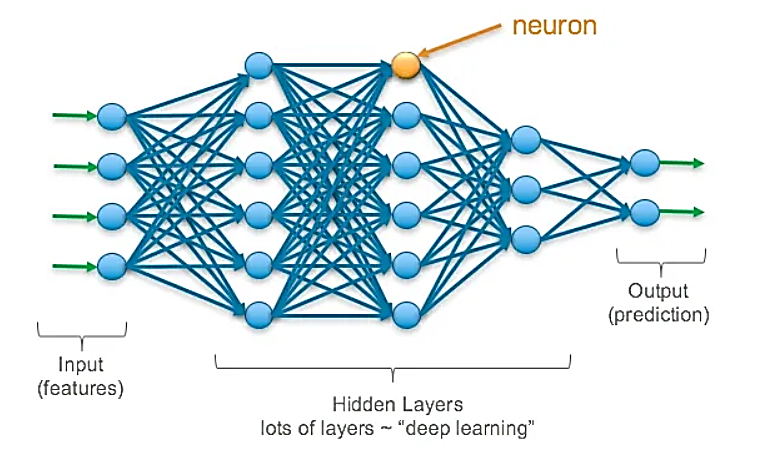 neuron
Input
(features)
Hidden Layers
lots of layers ~ “deep learning”
Output
(prediction)